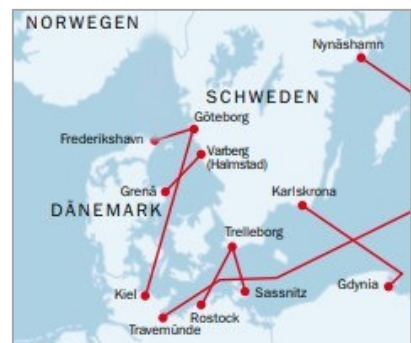 NORWEGEN
Nynäshamn
SCHWEDEN
Göteborg
Frederikshavn
Varberg
(Halmstad)
Grenå
Karlskrona
DÄNEMARK
Trelleborg
Kiel
Sassnitz
Gdynia
Rostock
Travemünde